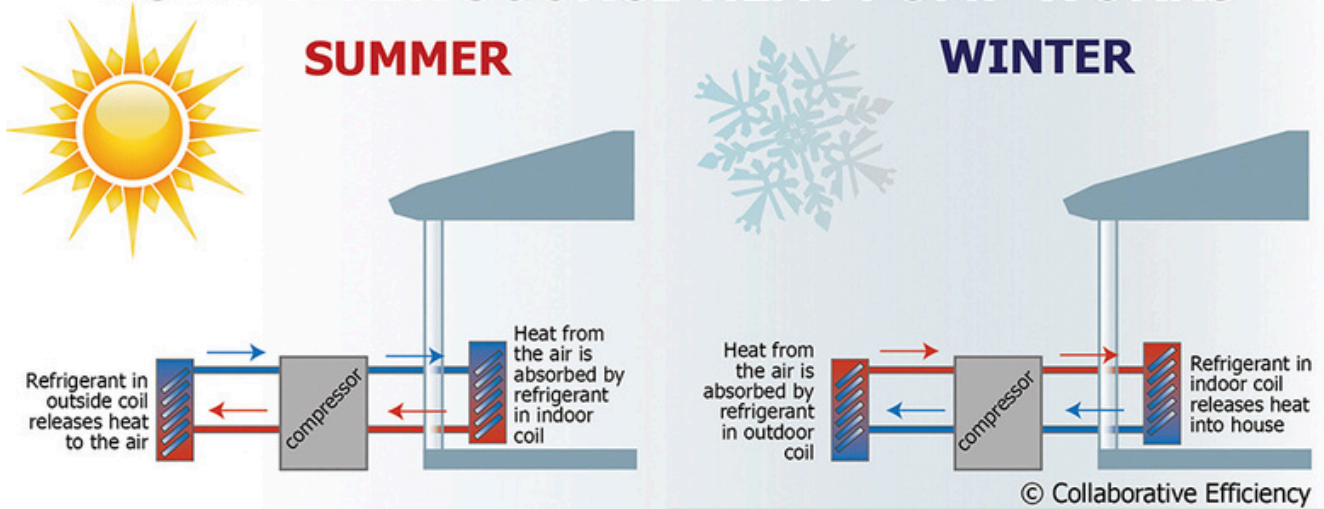 SUMMER
WINTER
Refrigerant in
outside coil
releases heat
to the air
compressor
Heat from
the air is
absorbed by
refrigerant
in indoor
coil
Heat from
the air is
absorbed by
refrigerant
in outdoor
coil
compressor
Refrigerant in
indoor coil
releases heat
into house
© Collaborative Efficiency